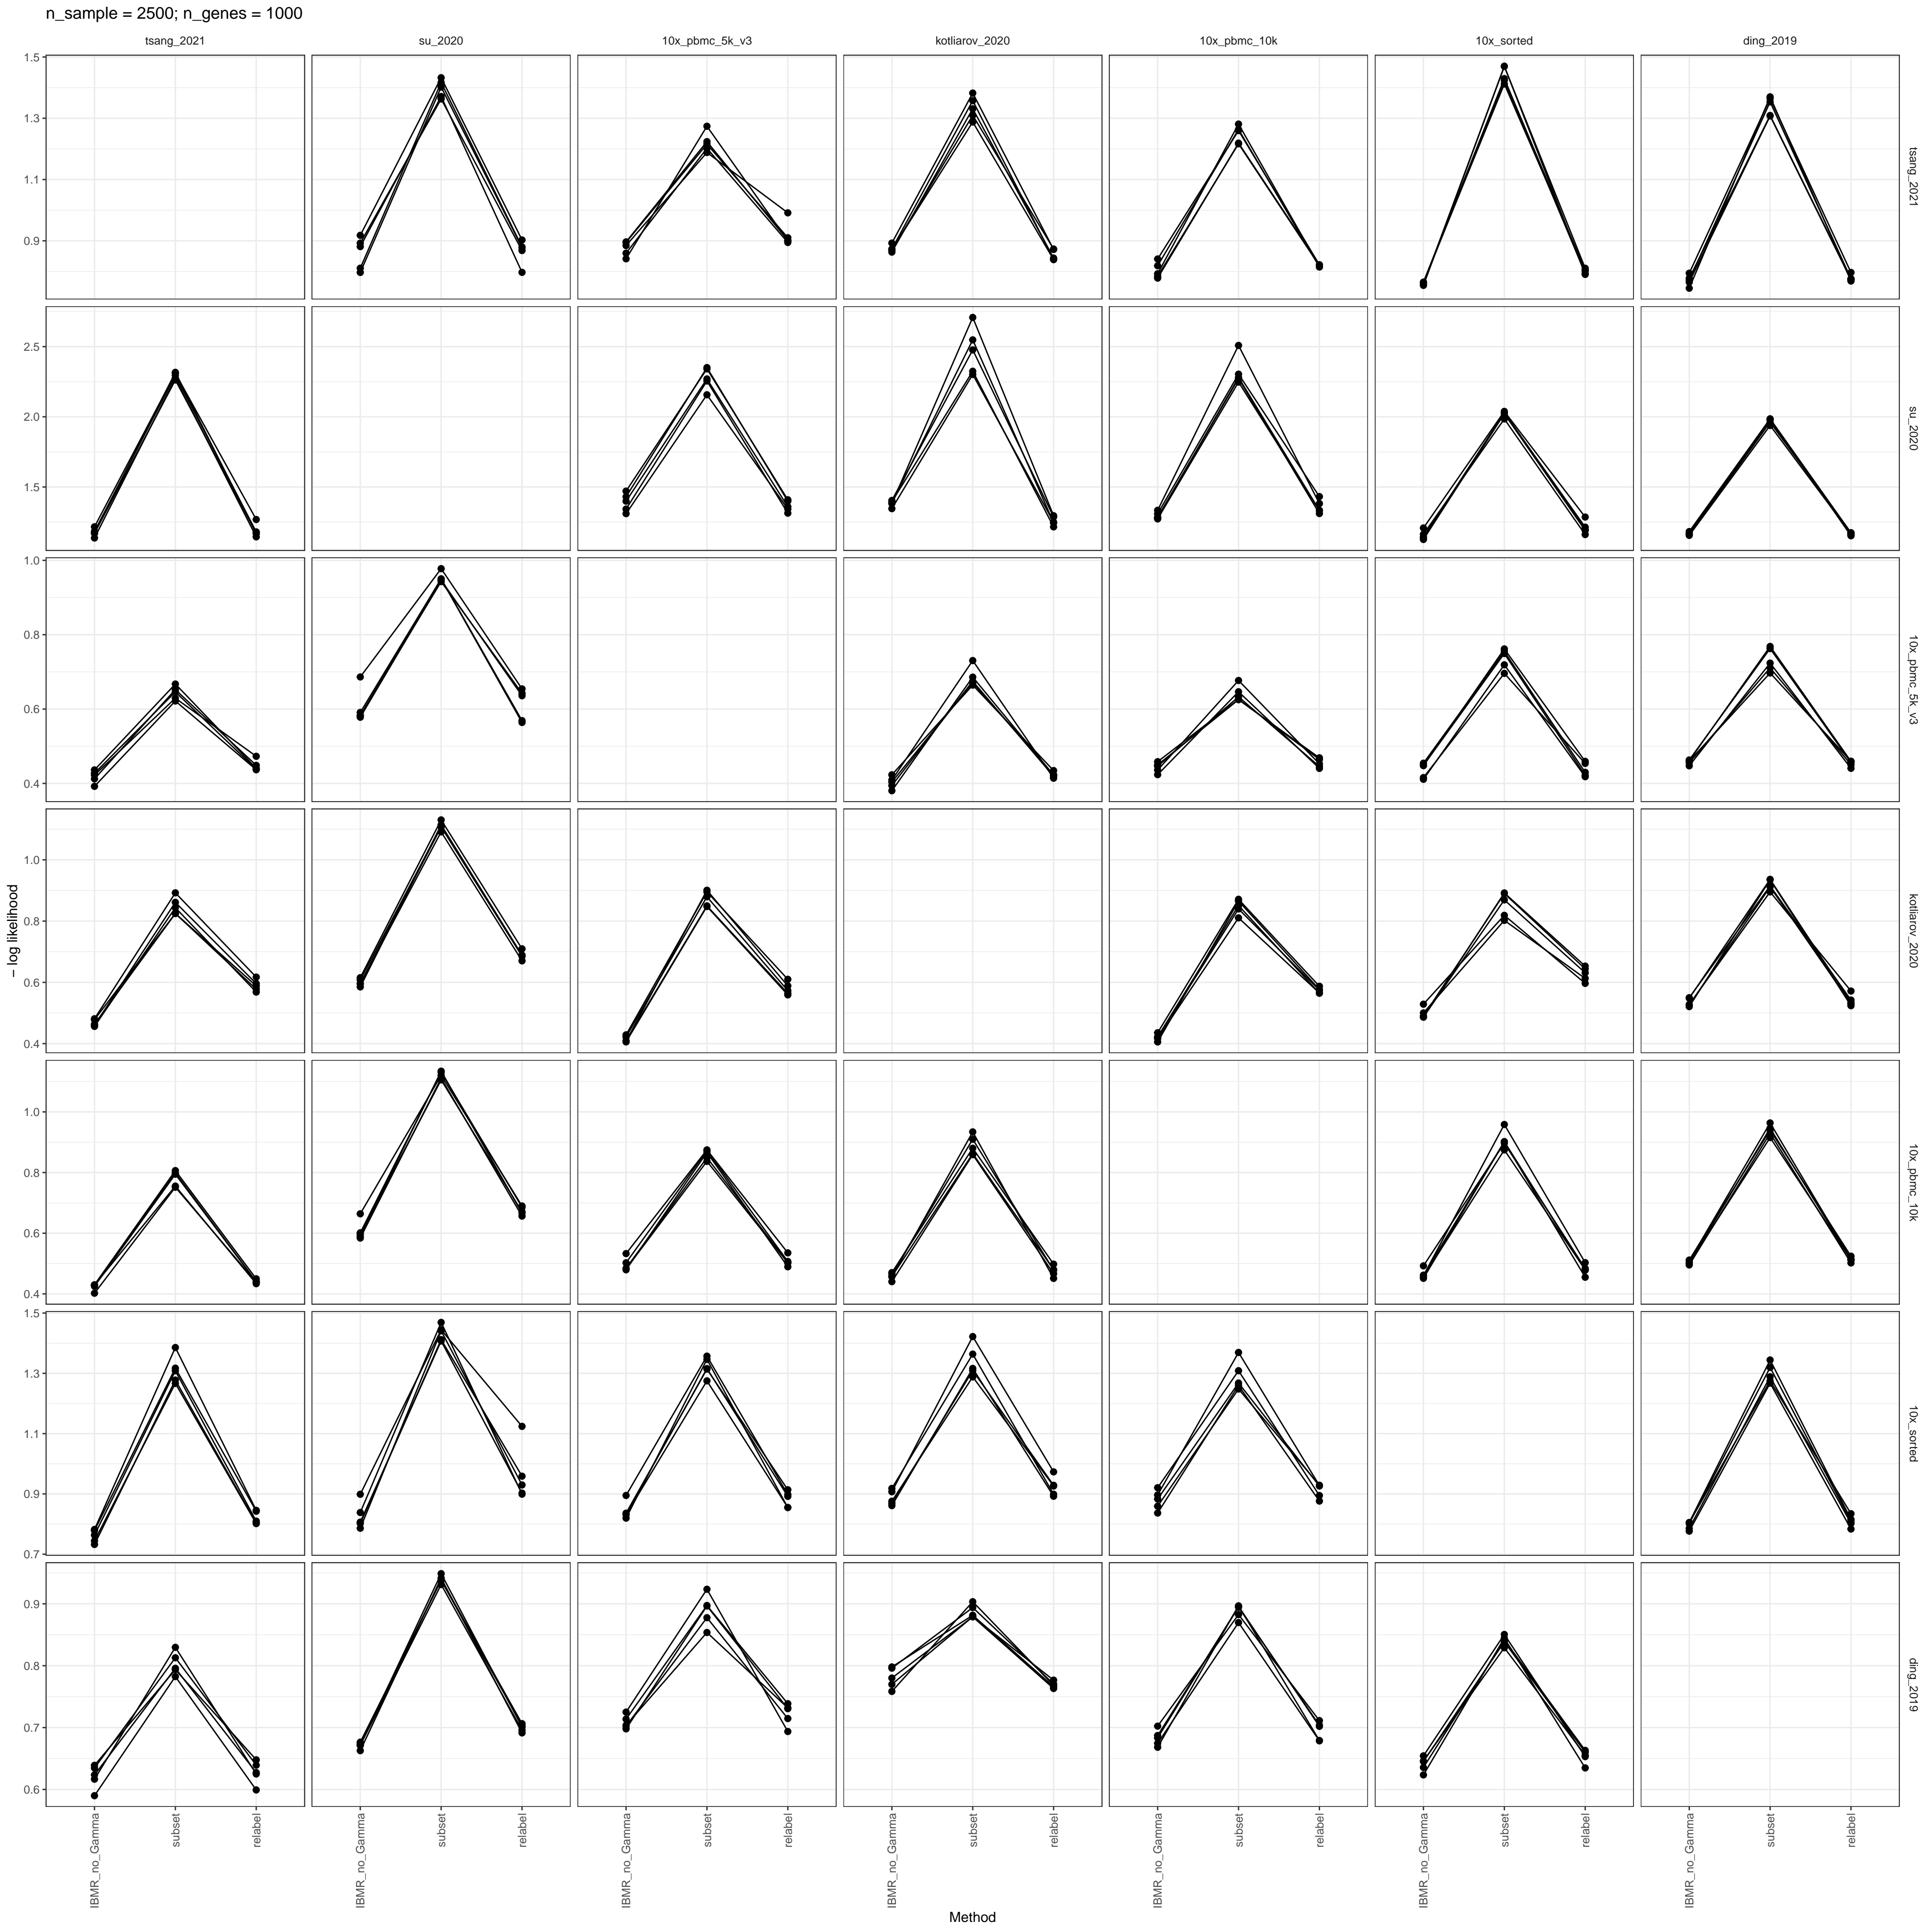 n_sample = 2500; n_genes = 1000
tsang_2021 su_2020 10x_pbmc_5k_v3 kotliarov_2020 10x_pbmc_10k 10x_sorted ding_2019
1.5
1.3
1.1
0.9
tsang_2021
2.5
2.0
1.5
su_2020
1.0
0.8
0.6
0.4
10x_pbmc_5k_v3
1.0
0.8
0.6
0.4
kotliarov_2020
− log likelihood
1.0
0.8
0.6
0.4
10x_pbmc_10k
1.5
1.3
1.1
0.9
0.7
10x_sorted
0.9
0.8
0.7
0.6
ding_2019
IBMR_no_Gamma subset relabel IBMR_no_Gamma subset relabel IBMR_no_Gamma subset relabel IBMR_no_Gamma subset relabel IBMR_no_Gamma subset relabel IBMR_no_Gamma subset relabel IBMR_no_Gamma subset relabel
Method